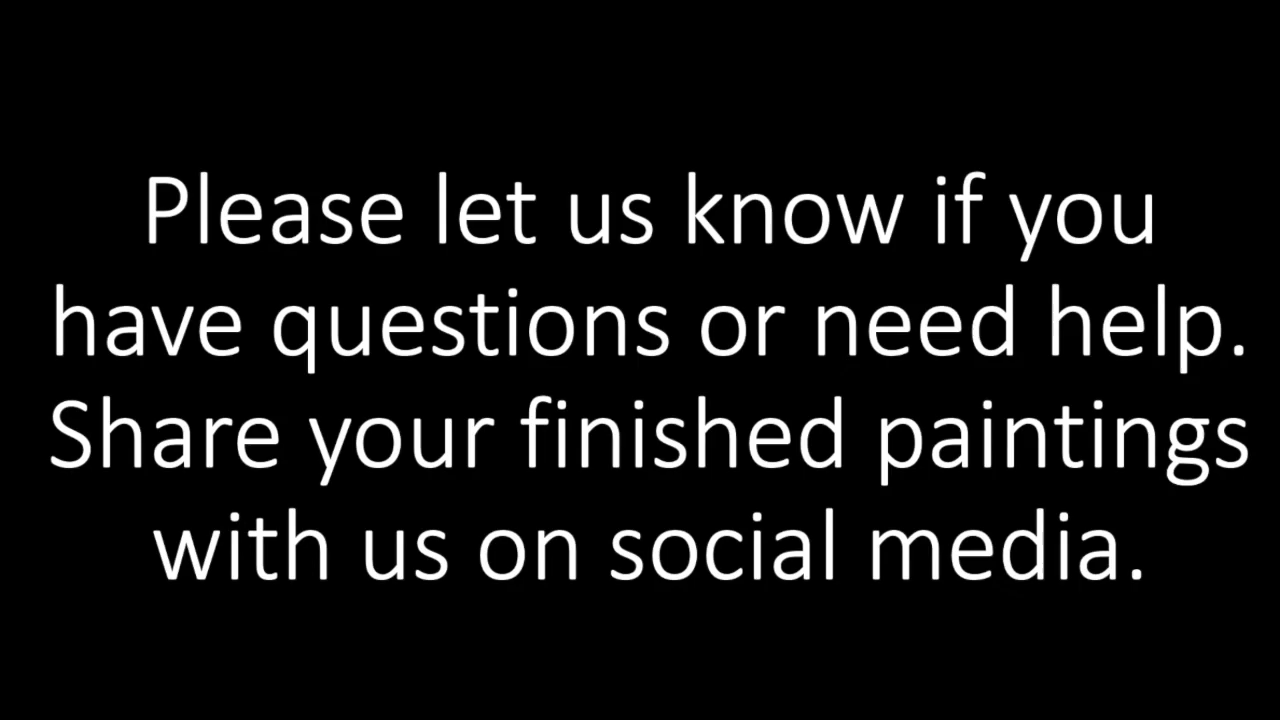 Please let us know if you
have questions or need help.
Share your finished paintings
with us on social media.